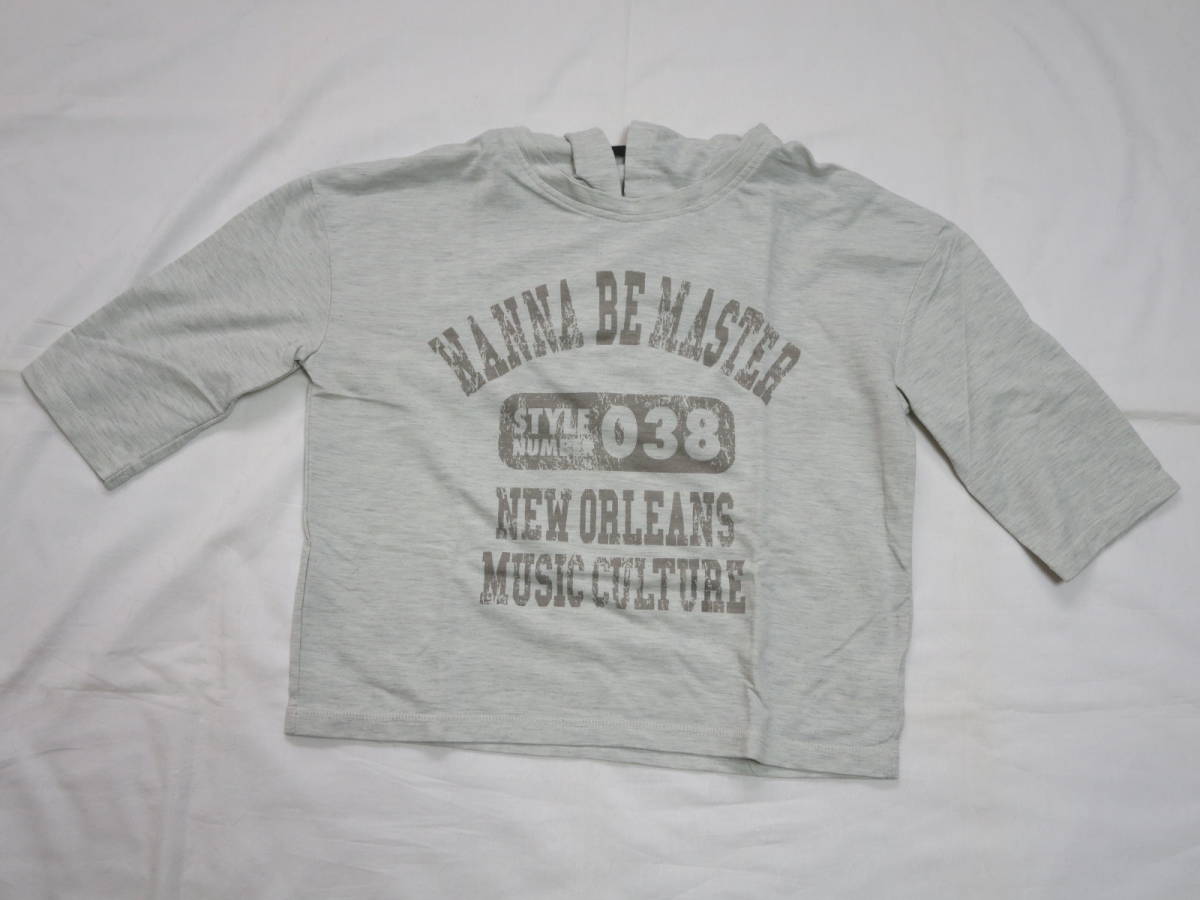 WANNA BE MASTER
STYLE
NUMBER 038
NEW ORLEANS
MUSIC CULTURE